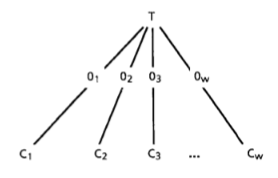 T
0₁ 0₂ 0₃ 0w
C₁ C₂ C₃ ... Cw